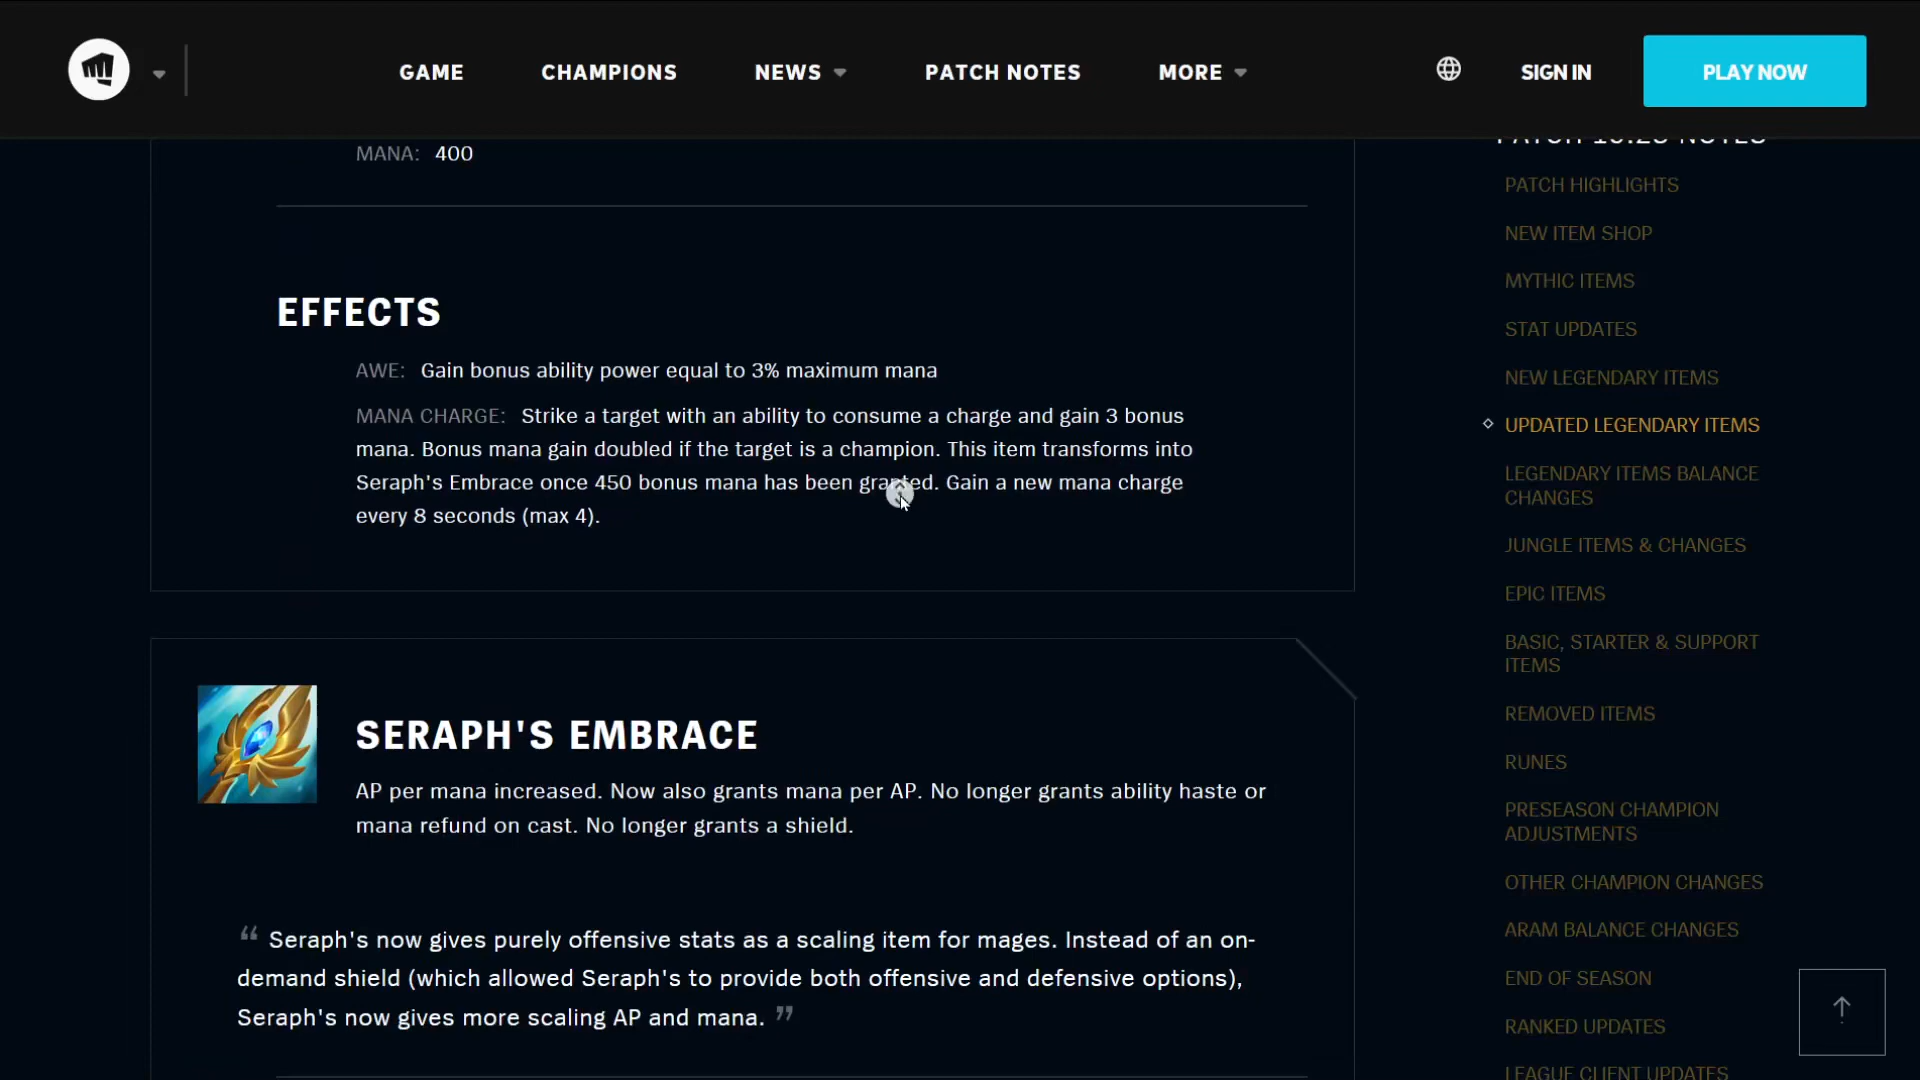 GAME
CHAMPIONS
NEWS
PATCH NOTES
MORE
SIGN IN
PLAY NOW
MANA: 400
EFFECTS
AWE: Gain bonus ability power equal to 3% maximum mana
MANA CHARGE: Strike a target with an ability to consume a charge and gain 3 bonus
mana. Bonus mana gain doubled if the target is a champion. This item transforms into
Seraph's Embrace once 450 bonus mana has been granted. Gain a new mana charge
every 8 seconds (max 4).
SERAPH'S EMBRACE
AP per mana increased. Now also grants mana per AP. No longer grants ability haste or
mana refund on cast. No longer grants a shield.
“ Seraph's now gives purely offensive stats as a scaling item for mages. Instead of an on-
demand shield (which allowed Seraph's to provide both offensive and defensive options),
Seraph's now gives more scaling AP and mana. ”
PATCH 10.23 NOTES
PATCH HIGHLIGHTS
NEW ITEM SHOP
MYTHIC ITEMS
STAT UPDATES
NEW LEGENDARY ITEMS
UPDATED LEGENDARY ITEMS
LEGENDARY ITEMS BALANCE
CHANGES
JUNGLE ITEMS & CHANGES
EPIC ITEMS
BASIC, STARTER & SUPPORT
ITEMS
REMOVED ITEMS
RUNES
PRESEASON CHAMPION
ADJUSTMENTS
OTHER CHAMPION CHANGES
ARAM BALANCE CHANGES
END OF SEASON
RANKED UPDATES
LEAGUE CLIENT UPDATES